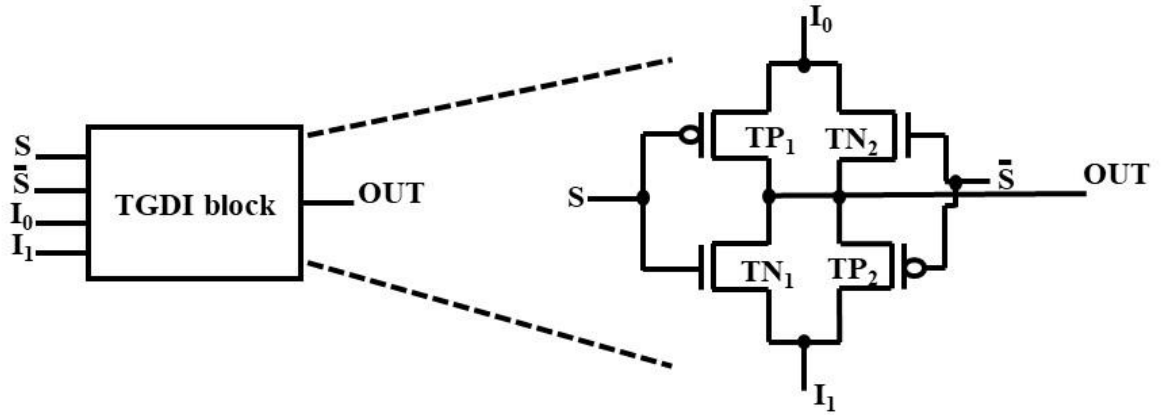 S
S̄
I₀
I₁
TGDI block
OUT
I₀
TP₁
TN₂
S
S̄
OUT
TN₁
TP₂
I₁